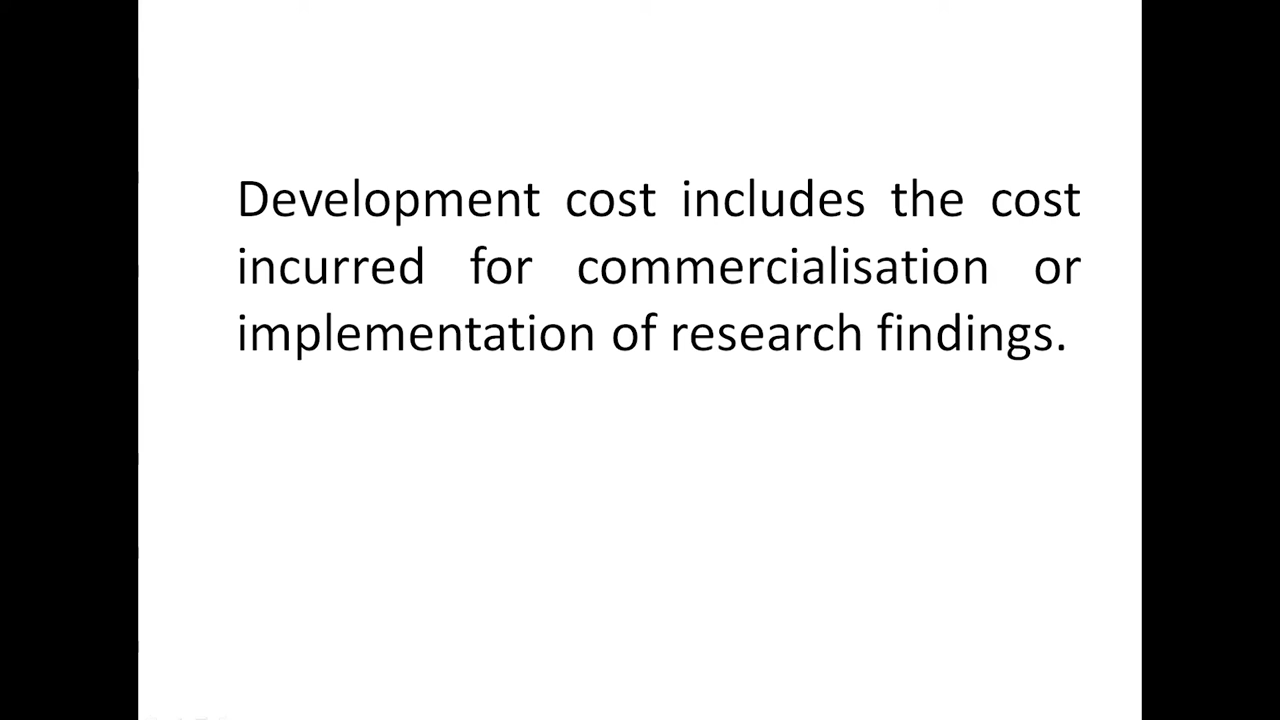 Development cost includes the cost
incurred for commercialisation or
implementation of research findings.